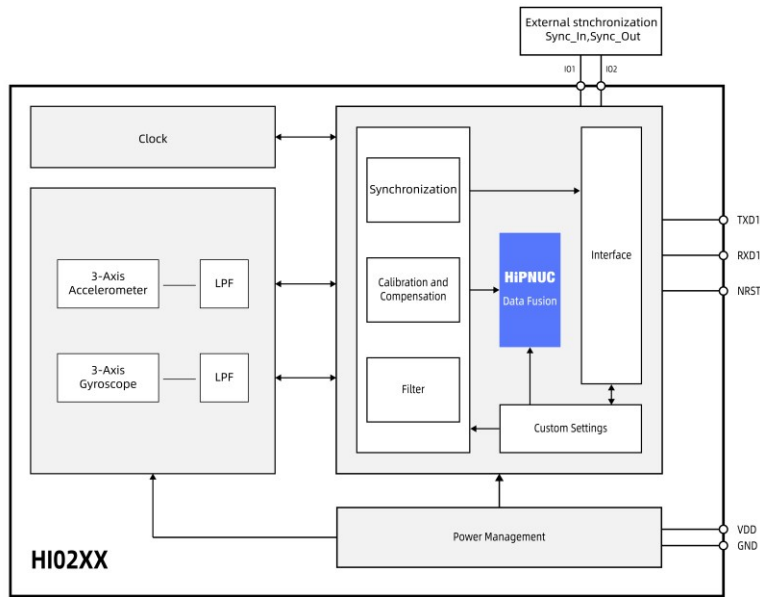 External stnchronization
Sync_In,Sync_Out
IO1
IO2
Clock
Synchronization
3-Axis
Accelerometer
LPF
Calibration and
Compensation
HiPNUC
Data Fusion
Interface
TXD1
RXD1
NRST
3-Axis
Gyroscope
LPF
Filter
Custom Settings
Power Management
VDD
GND
HI02XX